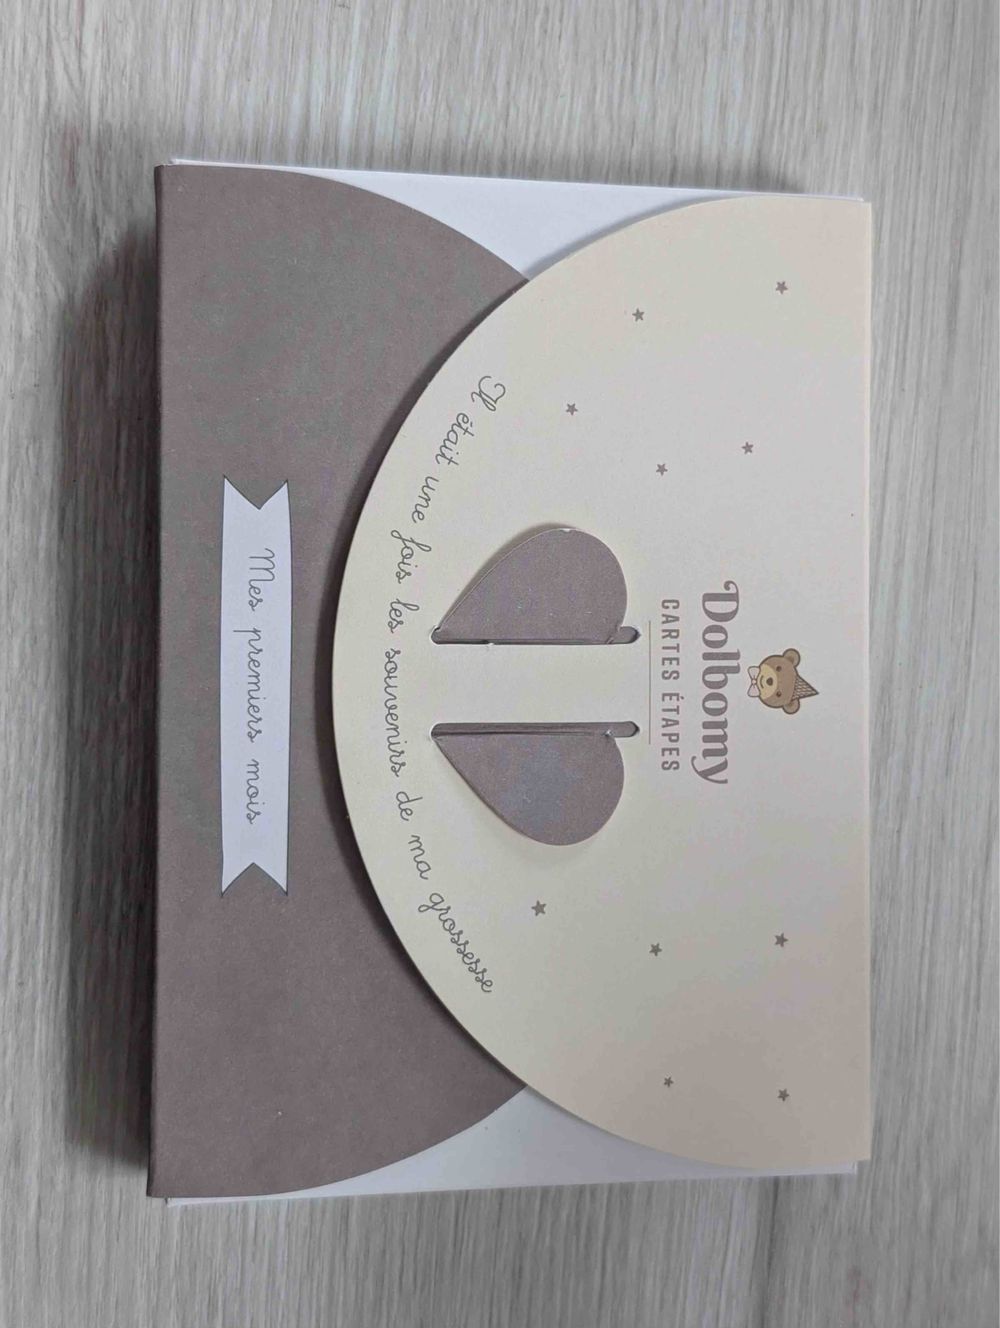 Dolbomy
CARTES ÉTAPES
Il était une fois les souvenirs de ma grossesse
Mes premiers mois